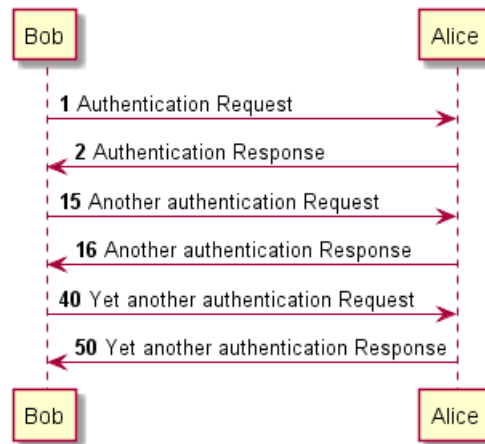 Bob Alice
1 Authentication Request
2 Authentication Response
15 Another authentication Request
16 Another authentication Response
40 Yet another authentication Request
50 Yet another authentication Response
Bob Alice